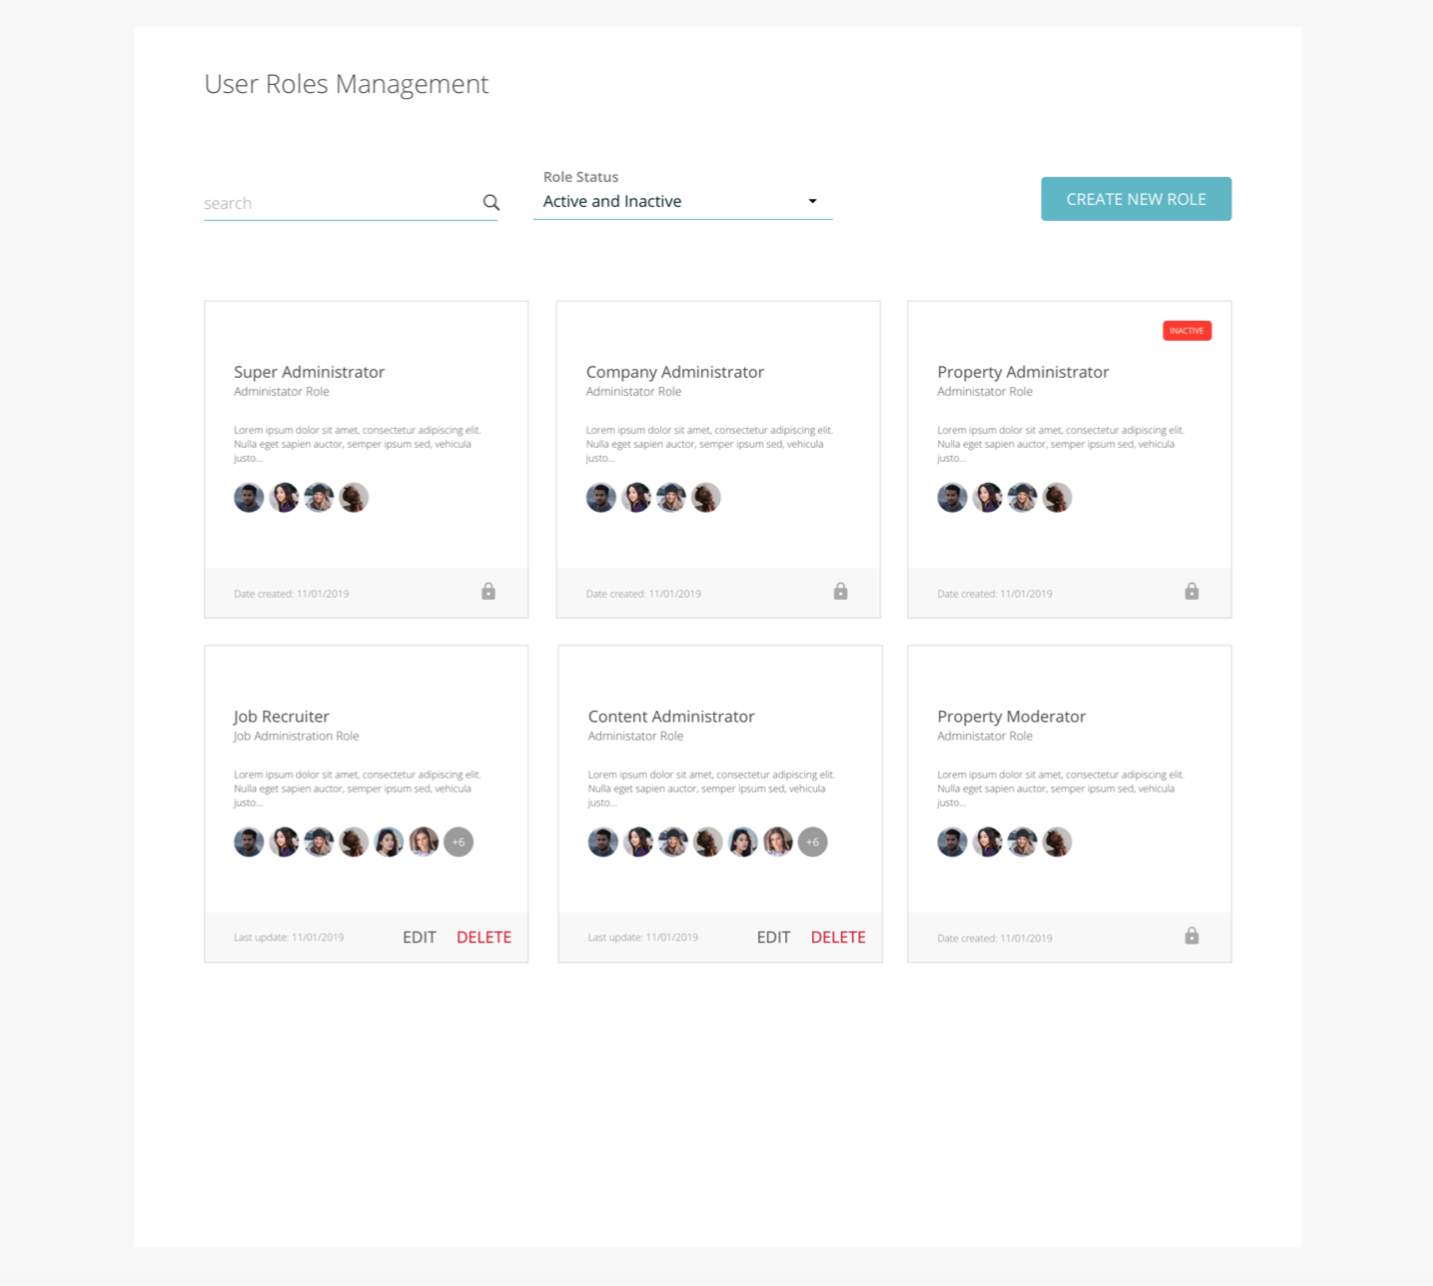 User Roles Management
search
Role Status
Active and Inactive
CREATE NEW ROLE
Super Administrator
Administator Role
Lorem ipsum dolor sit amet, consectetur adipiscing elit.
Nulla eget sapien auctor, semper ipsum sed, vehicula
justo...
Date created: 11/01/2019
Company Administrator
Administator Role
Lorem ipsum dolor sit amet, consectetur adipiscing elit.
Nulla eget sapien auctor, semper ipsum sed, vehicula
justo...
Date created: 11/01/2019
INACTIVE
Property Administrator
Administator Role
Lorem ipsum dolor sit amet, consectetur adipiscing elit.
Nulla eget sapien auctor, semper ipsum sed, vehicula
justo...
Date created: 11/01/2019
Job Recruiter
Job Administration Role
Lorem ipsum dolor sit amet, consectetur adipiscing elit.
Nulla eget sapien auctor, semper ipsum sed, vehicula
justo...
+6
Last update: 11/01/2019 EDIT DELETE
Content Administrator
Administator Role
Lorem ipsum dolor sit amet, consectetur adipiscing elit.
Nulla eget sapien auctor, semper ipsum sed, vehicula
justo...
+6
Last update: 11/01/2019 EDIT DELETE
Property Moderator
Administator Role
Lorem ipsum dolor sit amet, consectetur adipiscing elit.
Nulla eget sapien auctor, semper ipsum sed, vehicula
justo...
Date created: 11/01/2019